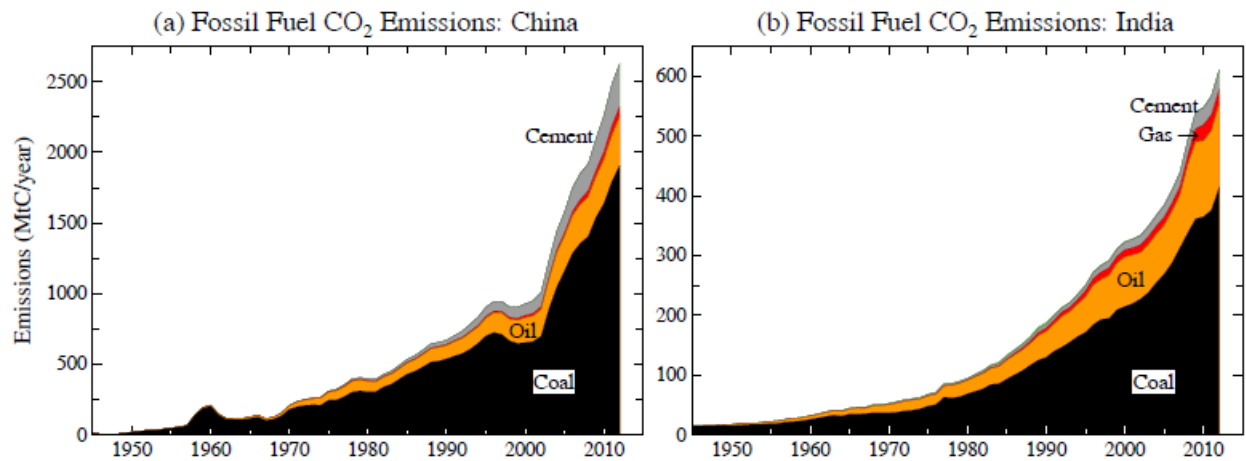 (a) Fossil Fuel CO₂ Emissions: China
Emissions (MtC/year)
2500
2000
1500
1000
500
0
Cement
Oil
Coal
1950 1960 1970 1980 1990 2000 2010
(b) Fossil Fuel CO₂ Emissions: India
600
500
400
300
200
100
0
Cement
Gas →
Oil
Coal
1950 1960 1970 1980 1990 2000 2010